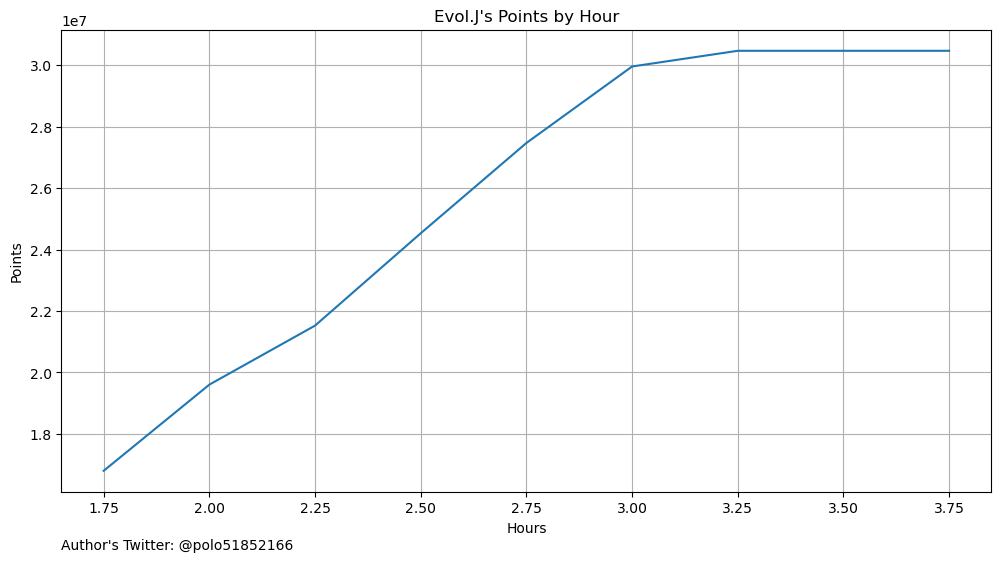 Evol.J's Points by Hour
1e7
3.0
2.8
2.6
2.4
2.2
2.0
1.8
Points
1.75 2.00 2.25 2.50 2.75 3.00 3.25 3.50 3.75
Hours
Author's Twitter: @polo51852166